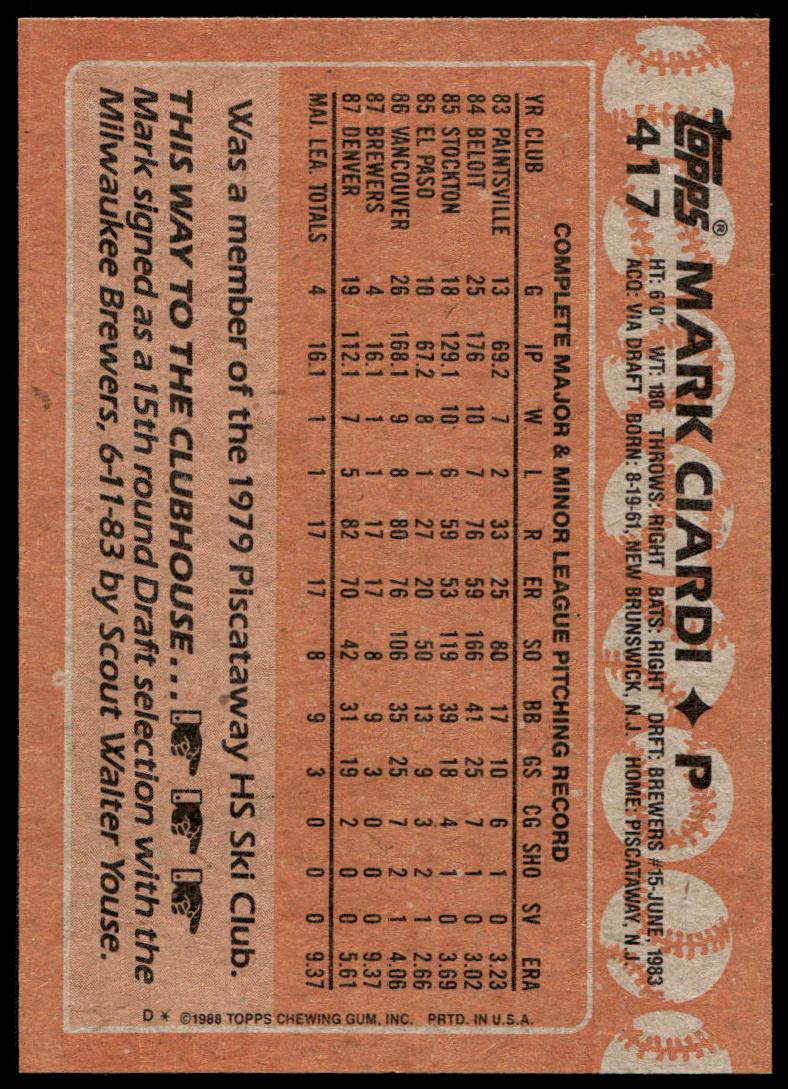 Topps®
417
MARK CIARDI ✦ P
HT: 6'0" WT: 180 THROWS: RIGHT BATS: RIGHT DRFT: BREWERS #15-JUNE, 1983
ACQ: VIA DRAFT BORN: 8-19-61, NEW BRUNSWICK, N.J. HOME: PISCATAWAY, N.J.
COMPLETE MAJOR & MINOR LEAGUE PITCHING RECORD
YR CLUB G IP W L R ER SO BB GS CG SHO SV ERA
83 PAINTSVILLE 13 69.2 7 2 33 25 80 17 10 6 1 0 3.23
84 BELOIT 25 176 10 7 76 59 166 41 25 7 1 0 3.02
85 STOCKTON 18 129.1 10 6 59 53 119 39 18 4 1 0 3.69
85 EL PASO 10 67.2 8 1 27 20 50 13 9 3 2 1 2.66
86 VANCOUVER 26 168.1 9 8 80 76 106 35 25 7 2 1 4.06
87 BREWERS 4 16.1 1 1 17 17 8 9 3 0 0 0 9.37
87 DENVER 19 112.1 7 5 82 70 42 31 19 2 0 0 5.61
MAJ. LEA. TOTALS 4 16.1 1 1 17 17 8 9 3 0 0 0 9.37
Was a member of the 1979 Piscataway HS Ski Club.
THIS WAY TO THE CLUBHOUSE...
Mark signed as a 15th round Draft selection with the
Milwaukee Brewers, 6-11-83 by Scout Walter Youse.
D * ©1988 TOPPS CHEWING GUM, INC. PRTD. IN U.S.A.